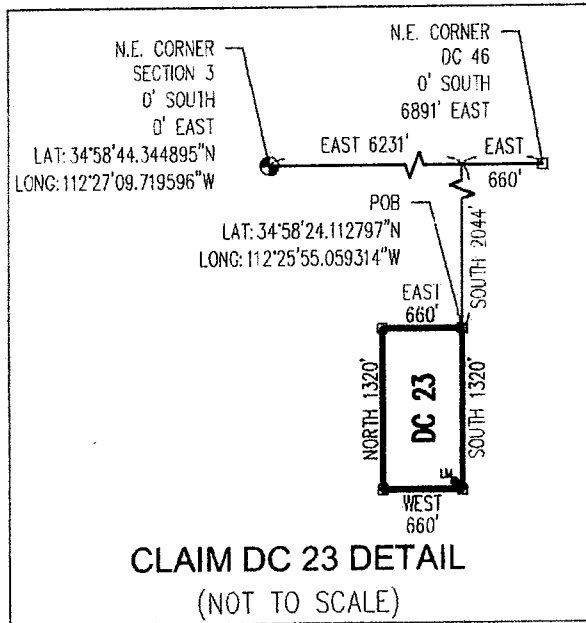 N.E. CORNER
SECTION 3
0' SOUTH
0' EAST
LAT: 34°58'44.344895"N
LONG: 112°27'09.719596"W
N.E. CORNER
DC 46
0' SOUTH
6891' EAST
EAST 6231'
EAST
660'
SOUTH 2044'
POB
LAT: 34°58'24.112797"N
LONG: 112°25'55.059314"W
EAST
660'
NORTH 1320'
DC 23
SOUTH 1320'
LM
WEST
660'
CLAIM DC 23 DETAIL
(NOT TO SCALE)